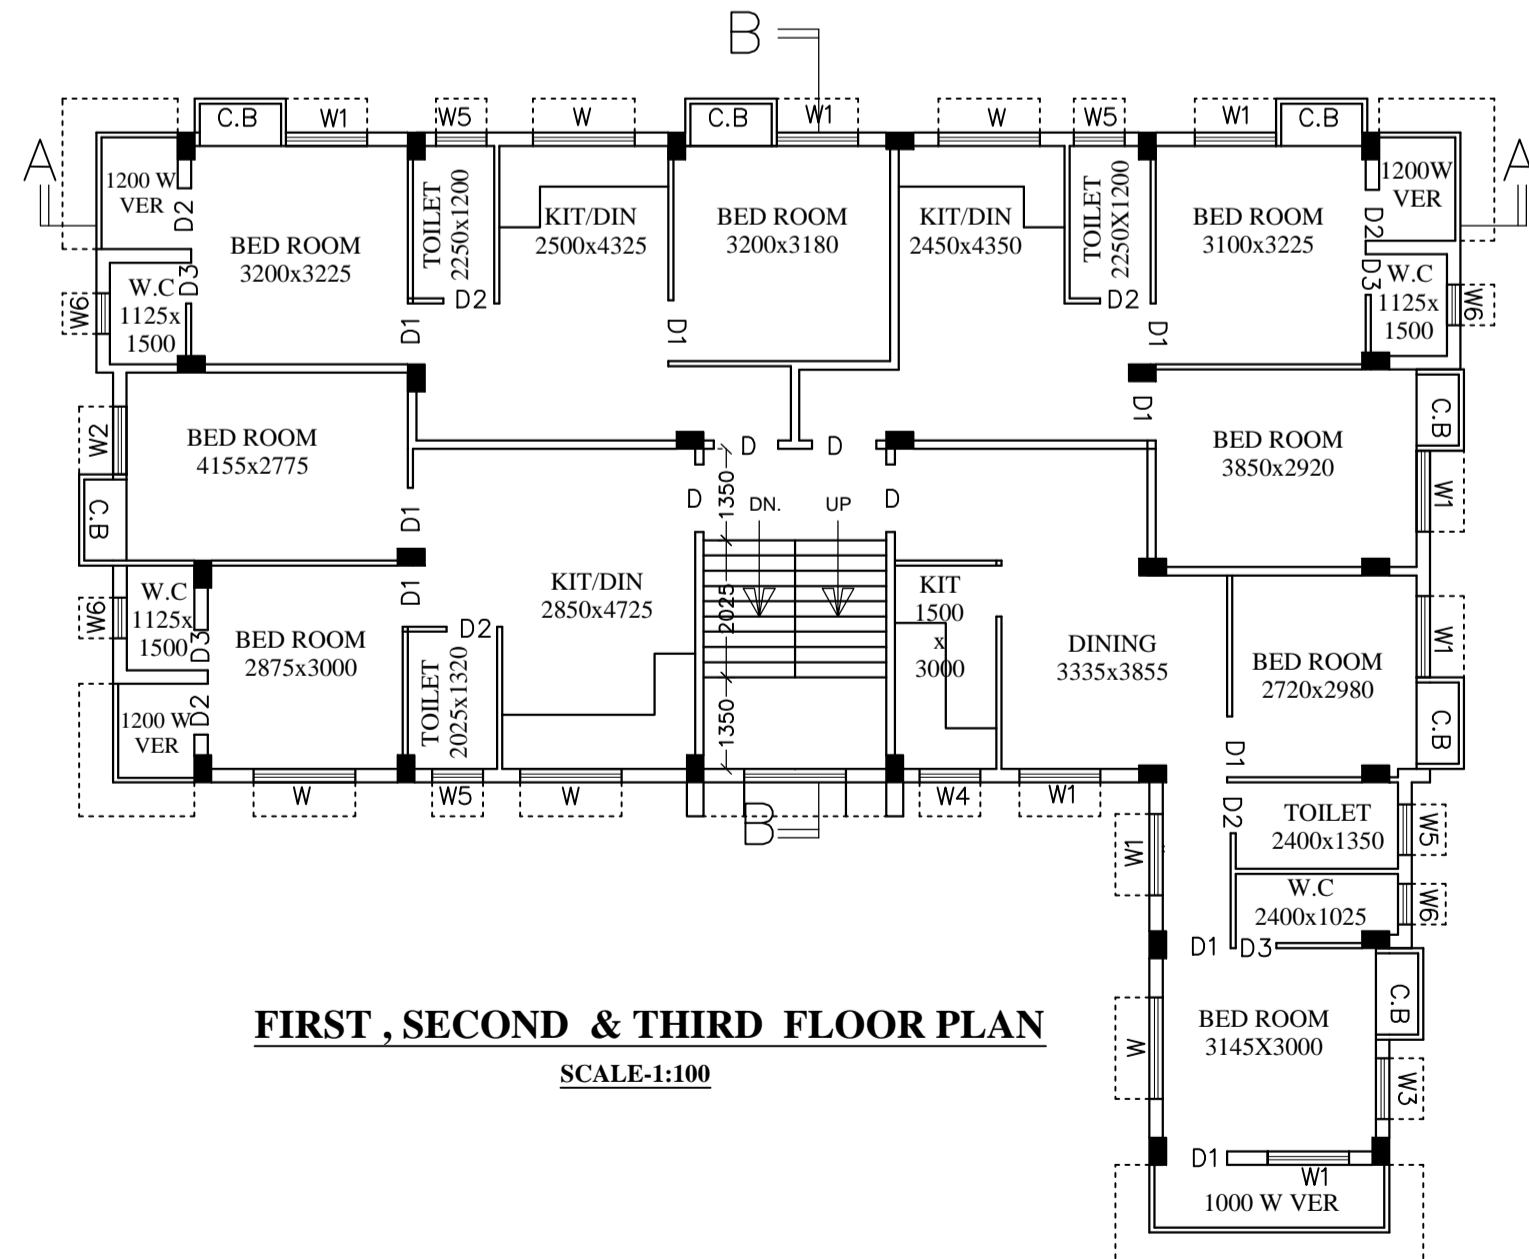 B
C.B
W1
W5
W
C.B
W1
W
W5
W1
C.B
A
A
1200 W
VER
D2
BED ROOM
3200x3225
TOILET
2250x1200
KIT/DIN
2500x4325
BED ROOM
3200x3180
KIT/DIN
2450x4350
TOILET
2250X1200
BED ROOM
3100x3225
D2
1200W
VER
W6
W.C
1125x
1500
D3
D2
D1
D1
D2
D1
D3
W.C
1125x
1500
W6
W2
BED ROOM
4155x2775
D
D
D1
BED ROOM
3850x2920
C.B
C.B
D1
D
1350
DN.
UP
D
W1
W6
W.C
1125x
1500
D3
D1
KIT/DIN
2850x4725
2025
KIT
1500
x
3000
DINING
3335x3855
BED ROOM
2720x2980
W1
BED ROOM
2875x3000
D2
TOILET
2025x1320
1200 W
VER
D2
1350
D1
C.B
W
W5
W
B
W4
W1
W1
D2
TOILET
2400x1350
W5
W.C
2400x1025
W6
D1
D3
W
BED ROOM
3145X3000
C.B
W3
FIRST , SECOND & THIRD FLOOR PLAN
SCALE-1:100
D1
W1
1000 W VER